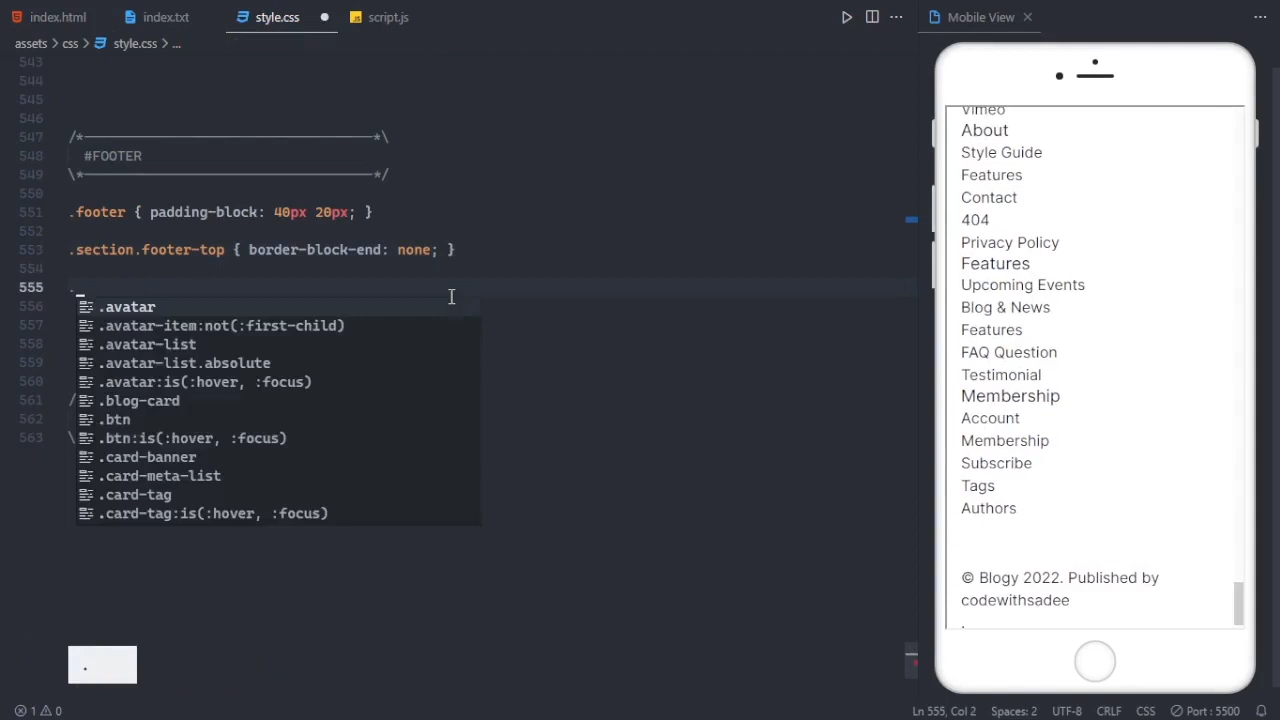 index.html
index.txt
style.css
script.js
Mobile View
assets > css > style.css > ...
543
544
545
546
547 /*-----------------------------------*\
548 #FOOTER
549 \*-----------------------------------*/
550
551 .footer { padding-block: 40px 20px; }
552
553 .section.footer-top { border-block-end: none; }
554
555 .
556
557
558
559
560
561 /
562
563 \
.avatar
.avatar-item:not(:first-child)
.avatar-list
.avatar-list.absolute
.avatar:is(:hover, :focus)
.blog-card
.btn
.btn:is(:hover, :focus)
.card-banner
.card-meta-list
.card-tag
.card-tag:is(:hover, :focus)
.
Vimeo
About
Style Guide
Features
Contact
404
Privacy Policy
Features
Upcoming Events
Blog & News
Features
FAQ Question
Testimonial
Membership
Account
Membership
Subscribe
Tags
Authors
© Blogy 2022. Published by
codewithsadee
1 0
Ln 555, Col 2 Spaces: 2 UTF-8 CRLF CSS Port : 5500